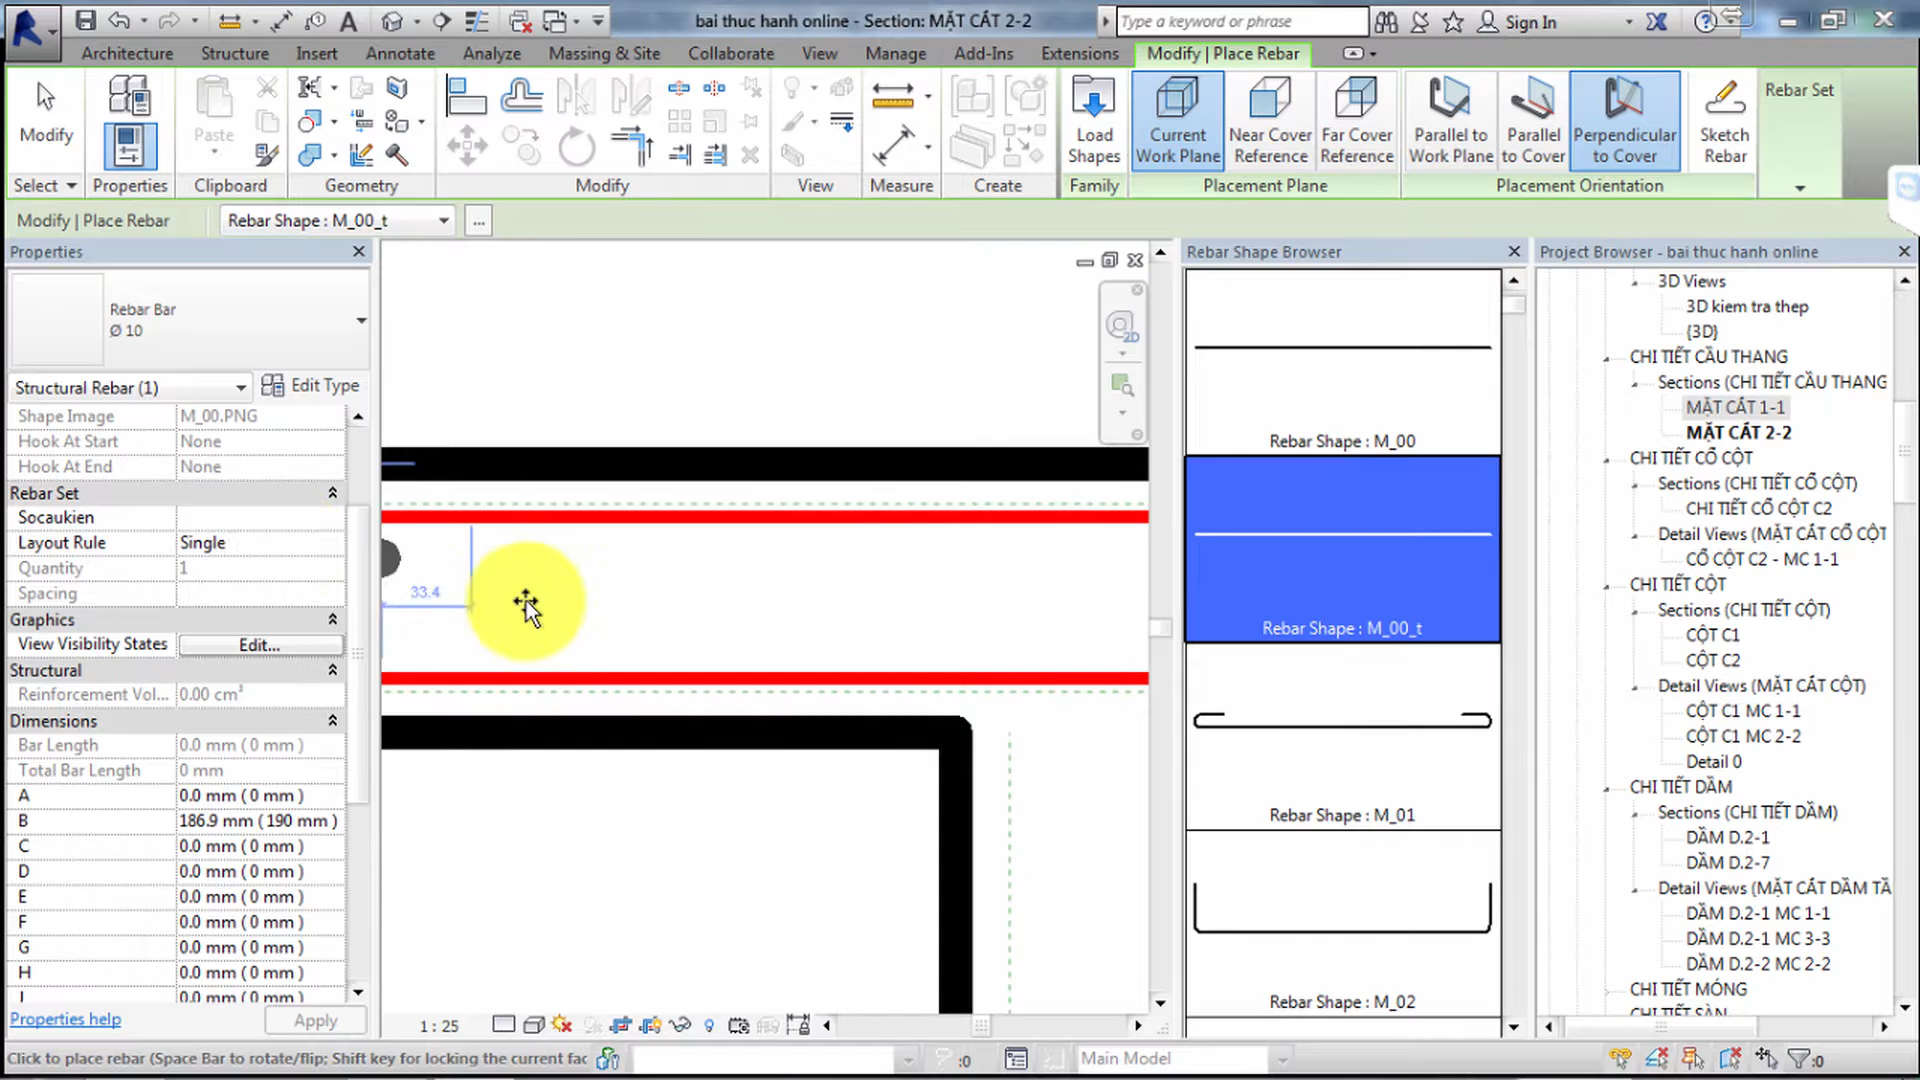 bai thuc hanh online - Section: MẶT CẮT 2-2
Type a keyword or phrase
Sign In
Architecture
Structure
Insert
Annotate
Analyze
Massing & Site
Collaborate
View
Manage
Add-Ins
Extensions
Modify | Place Rebar
Modify
Paste
Load Shapes
Current Work Plane
Near Cover Reference
Far Cover Reference
Parallel to Work Plane
Parallel to Cover
Perpendicular to Cover
Sketch Rebar
Rebar Set
Select
Properties
Clipboard
Geometry
Modify
View
Measure
Create
Family
Placement Plane
Placement Orientation
Modify | Place Rebar
Rebar Shape : M_00_t
...
Properties
Rebar Bar
Ø 10
Structural Rebar (1)
Edit Type
Shape Image M_00.PNG
Hook At Start None
Hook At End None
Rebar Set
Socaukien
Layout Rule Single
Quantity 1
Spacing
Graphics
View Visibility States Edit...
Structural
Reinforcement Vol... 0.00 cm³
Dimensions
Bar Length 0.0 mm ( 0 mm )
Total Bar Length 0 mm
A 0.0 mm ( 0 mm )
B 186.9 mm ( 190 mm )
C 0.0 mm ( 0 mm )
D 0.0 mm ( 0 mm )
E 0.0 mm ( 0 mm )
F 0.0 mm ( 0 mm )
G 0.0 mm ( 0 mm )
H 0.0 mm ( 0 mm )
Properties help
Apply
2D
33.4
1 : 25
Rebar Shape Browser
Rebar Shape : M_00
Rebar Shape : M_00_t
Rebar Shape : M_01
Rebar Shape : M_02
Project Browser - bai thuc hanh online
3D Views
3D kiem tra thep
{3D}
CHI TIẾT CẦU THANG
Sections (CHI TIẾT CẦU THANG
MẶT CẮT 1-1
MẶT CẮT 2-2
CHI TIẾT CỔ CỘT
Sections (CHI TIẾT CỔ CỘT)
CHI TIẾT CỔ CỘT C2
Detail Views (MẶT CẮT CỔ CỘT
CỔ CỘT C2 - MC 1-1
CHI TIẾT CỘT
Sections (CHI TIẾT CỘT)
CỘT C1
CỘT C2
Detail Views (MẶT CẮT CỘT)
CỘT C1 MC 1-1
CỘT C1 MC 2-2
Detail 0
CHI TIẾT DẦM
Sections (CHI TIẾT DẦM)
DẦM D.2-1
DẦM D.2-7
Detail Views (MẶT CẮT DẦM TẦ
DẦM D.2-1 MC 1-1
DẦM D.2-1 MC 3-3
DẦM D.2-2 MC 2-2
CHI TIẾT MÓNG
CHI TIẾT SÀN
Click to place rebar (Space Bar to rotate/flip; Shift key for locking the current fac
:0
Main Model
:0